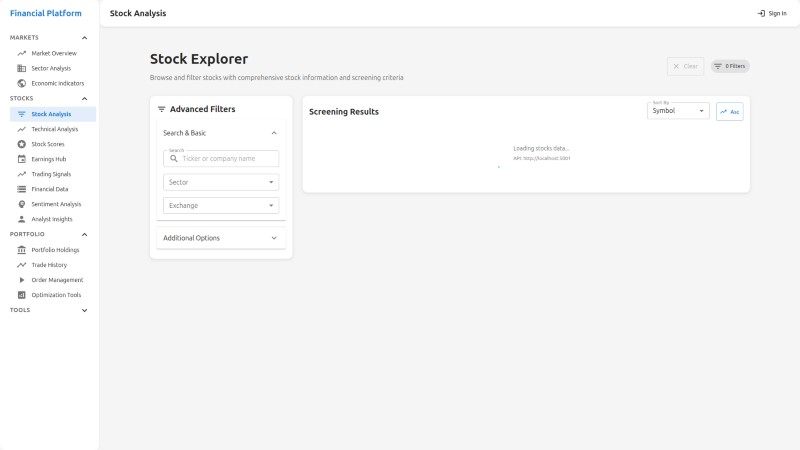 Financial Platform
Stock Analysis
Sign In
MARKETS
Market Overview
Sector Analysis
Economic Indicators
STOCKS
Stock Analysis
Technical Analysis
Stock Scores
Earnings Hub
Trading Signals
Financial Data
Sentiment Analysis
Analyst Insights
PORTFOLIO
Portfolio Holdings
Trade History
Order Management
Optimization Tools
TOOLS
Stock Explorer
Browse and filter stocks with comprehensive stock information and screening criteria
Clear
0 Filters
Advanced Filters
Search & Basic
Search
Ticker or company name
Sector
Exchange
Additional Options
Screening Results
Sort By
Symbol
Asc
Loading stocks data...
API: http://localhost:5001